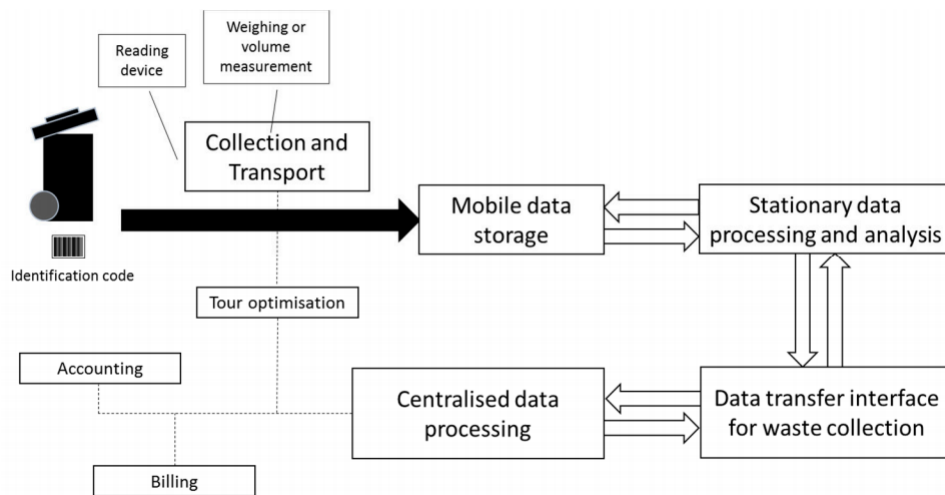 Weighing or
volume
measurement
Reading
device
Collection and
Transport
Mobile data
storage
Stationary data
processing and analysis
Identification code
Tour optimisation
Accounting
Centralised data
processing
Data transfer interface
for waste collection
Billing